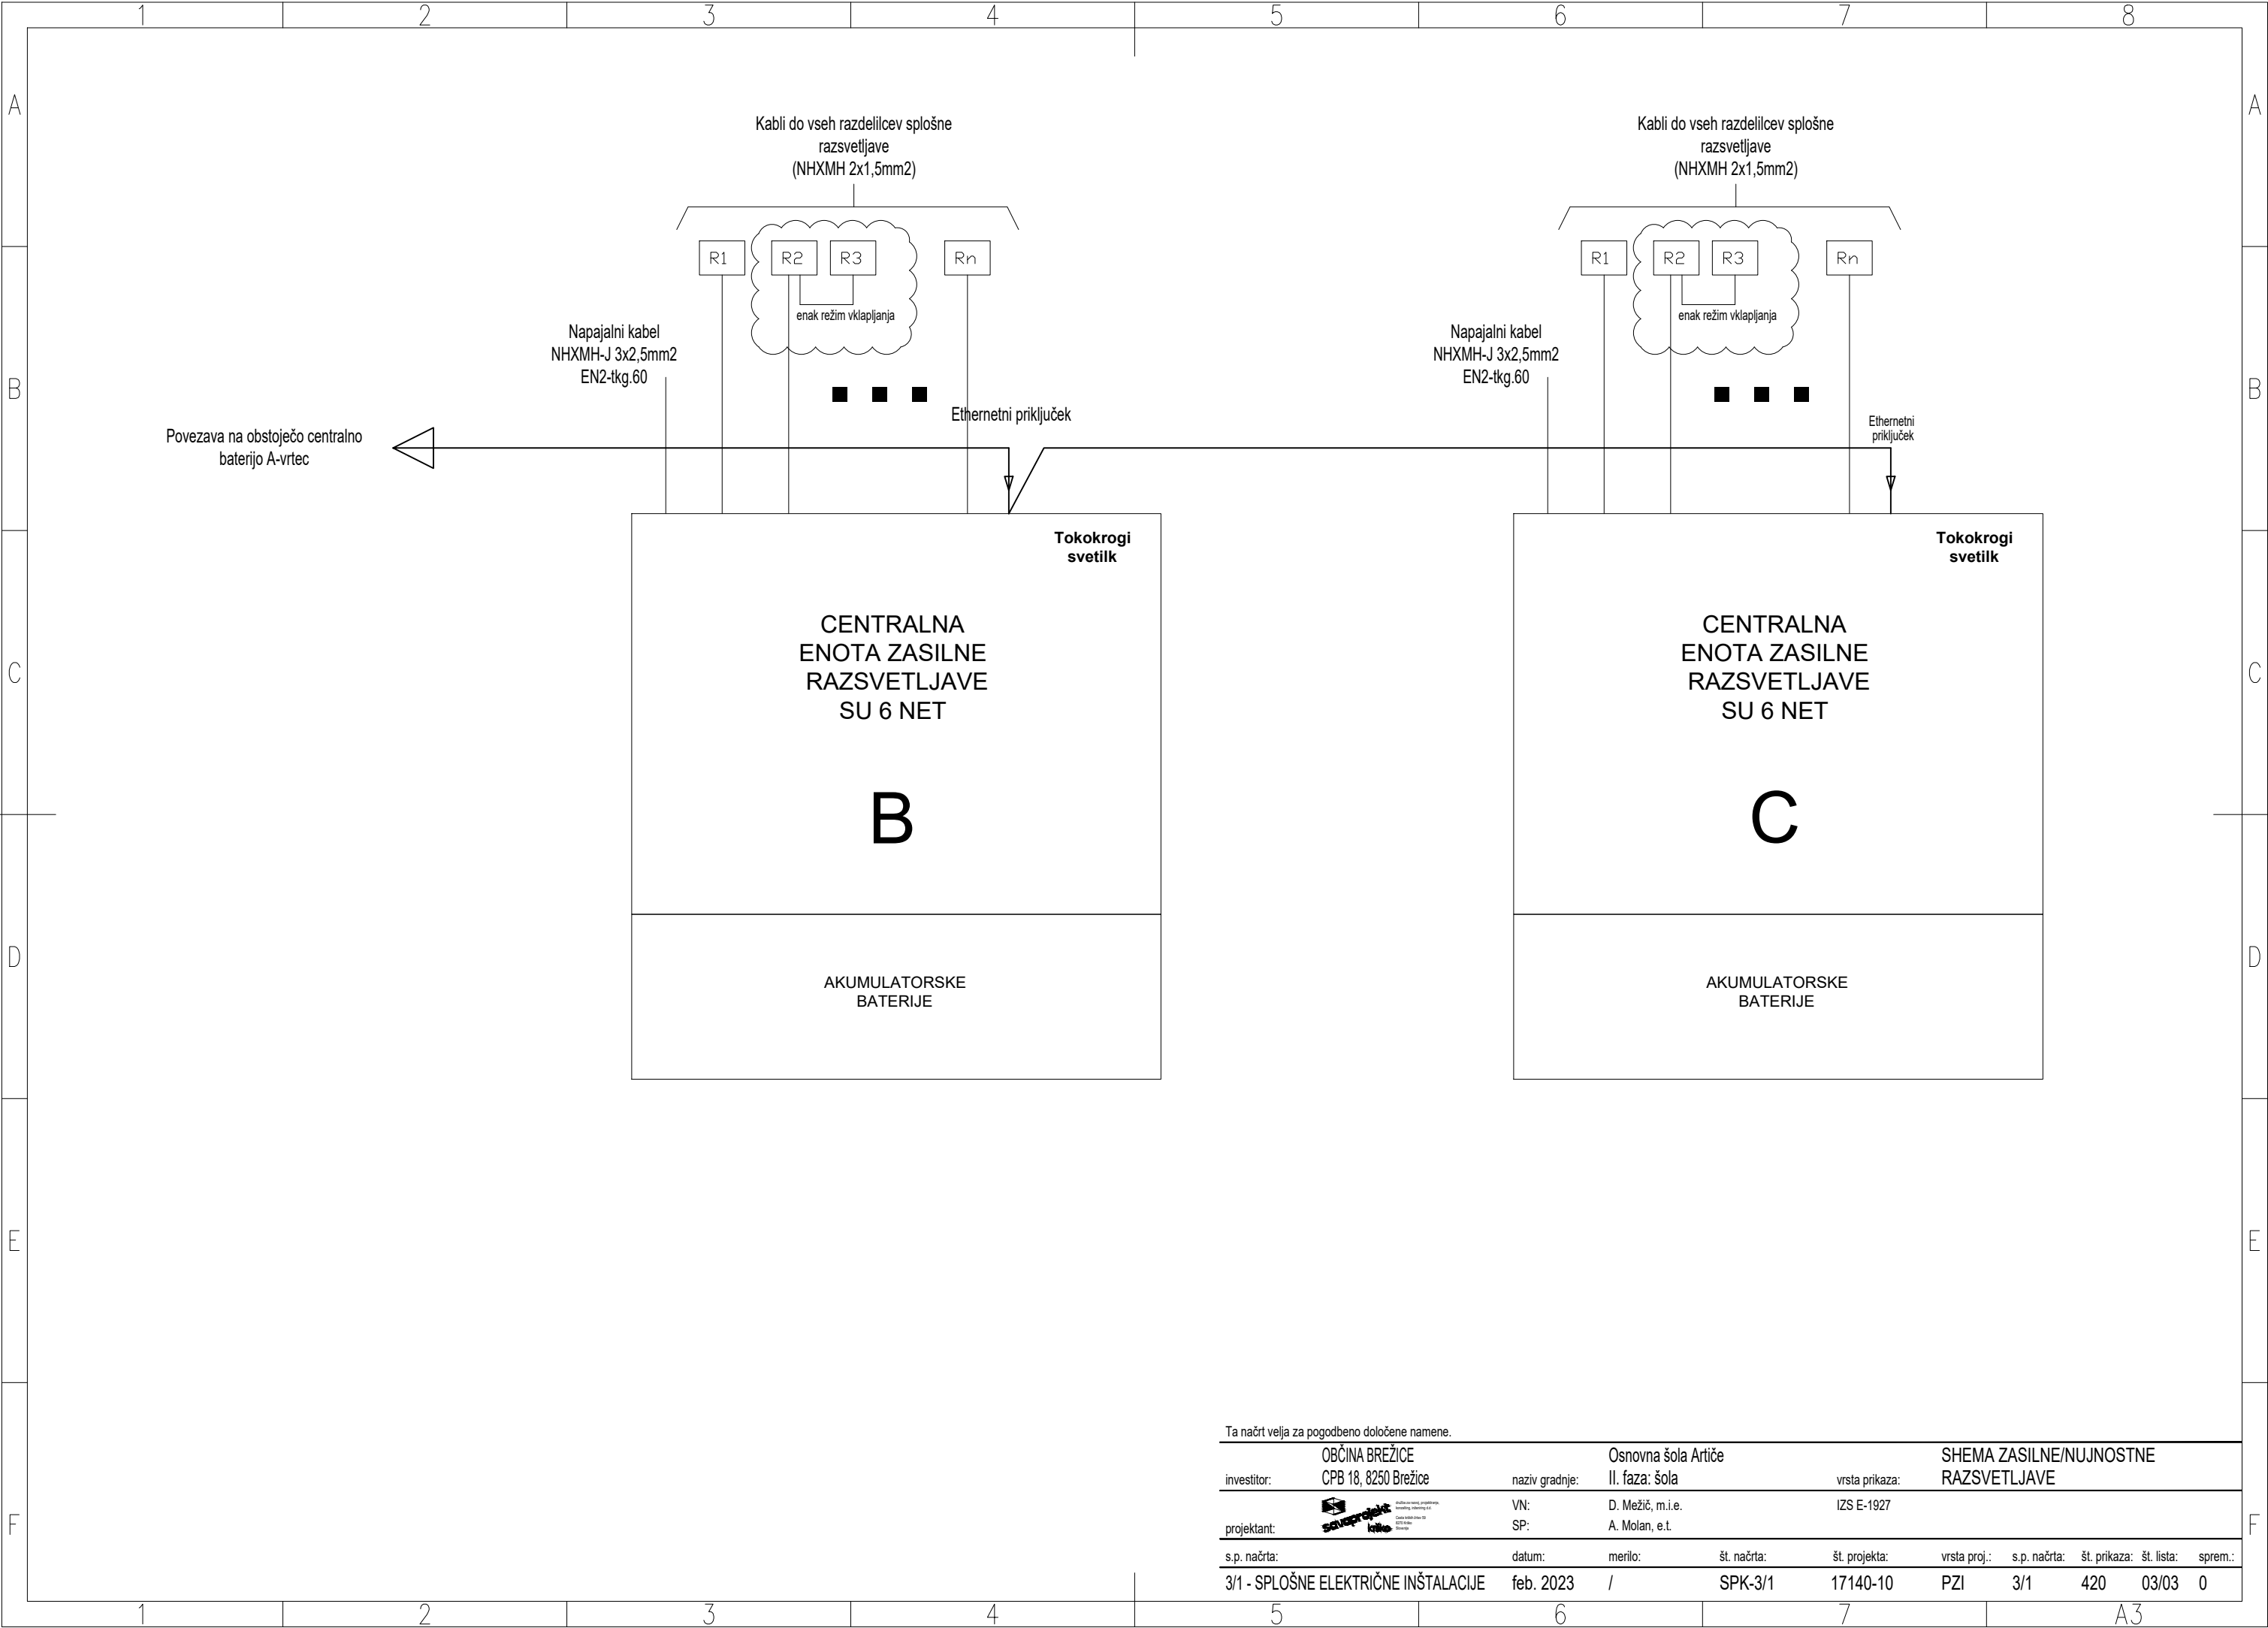 1 2 3 4 5 6 7 8
A A
Kabli do vseh razdelilcev splošne
razsvetljave
(NHXMH 2x1,5mm2)
R1 R2 R3 Rn
enak režim vklapljanja
Napajalni kabel
NHXMH-J 3x2,5mm2
EN2-tkg.60
Ethernetni priključek
Povezava na obstoječo centralno
baterijo A-vrtec
Kabli do vseh razdelilcev splošne
razsvetljave
(NHXMH 2x1,5mm2)
R1 R2 R3 Rn
enak režim vklapljanja
Napajalni kabel
NHXMH-J 3x2,5mm2
EN2-tkg.60
Ethernetni
priključek
B B
Tokokrogi
svetilk
CENTRALNA
ENOTA ZASILNE
RAZSVETLJAVE
SU 6 NET
B
AKUMULATORSKE
BATERIJE
Tokokrogi
svetilk
CENTRALNA
ENOTA ZASILNE
RAZSVETLJAVE
SU 6 NET
C
AKUMULATORSKE
BATERIJE
C C
D D
E E
F F
Ta načrt velja za pogodbeno določene namene.
investitor:
OBČINA BREŽICE
CPB 18, 8250 Brežice
naziv gradnje:
Osnovna šola Artiče
II. faza: šola
vrsta prikaza:
SHEMA ZASILNE/NUJNOSTNE
RAZSVETLJAVE
projektant:
savaprojekt
krško
VN: D. Mežič, m.i.e. IZS E-1927
SP: A. Molan, e.t.
s.p. načrta: datum: merilo: št. načrta: št. projekta: vrsta proj.: s.p. načrta: št. prikaza: št. lista: sprem.:
3/1 - SPLOŠNE ELEKTRIČNE INŠTALACIJE feb. 2023 / SPK-3/1 17140-10 PZI 3/1 420 03/03 0
1 2 3 4 5 6 7 A3